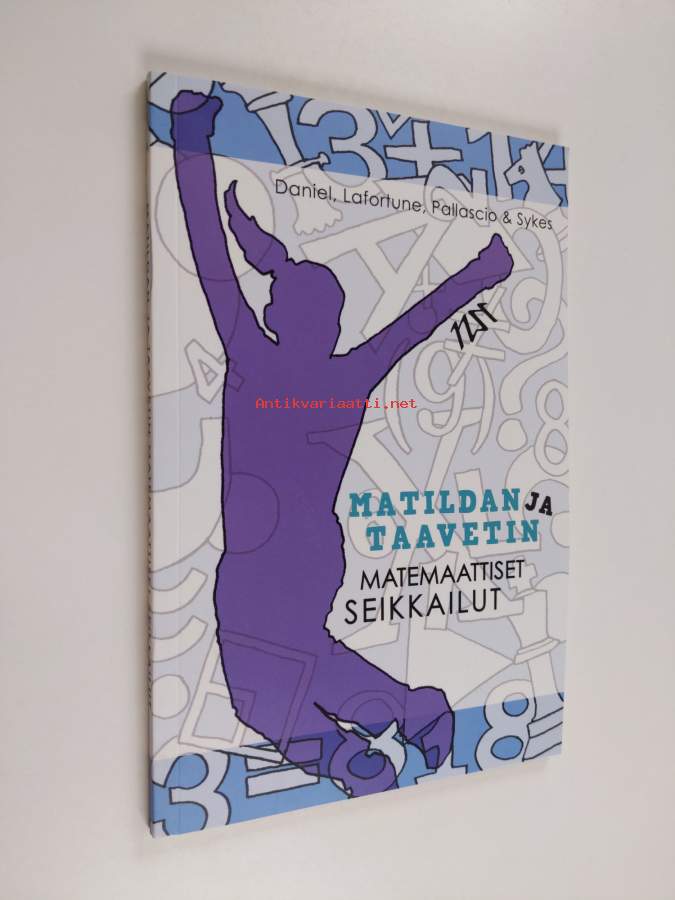 Daniel, Lafortune, Pallascio & Sykes
Antikvariaatti.net
MATILDAN JA
TAAVETIN
MATEMAATTISET
SEIKKAILUT